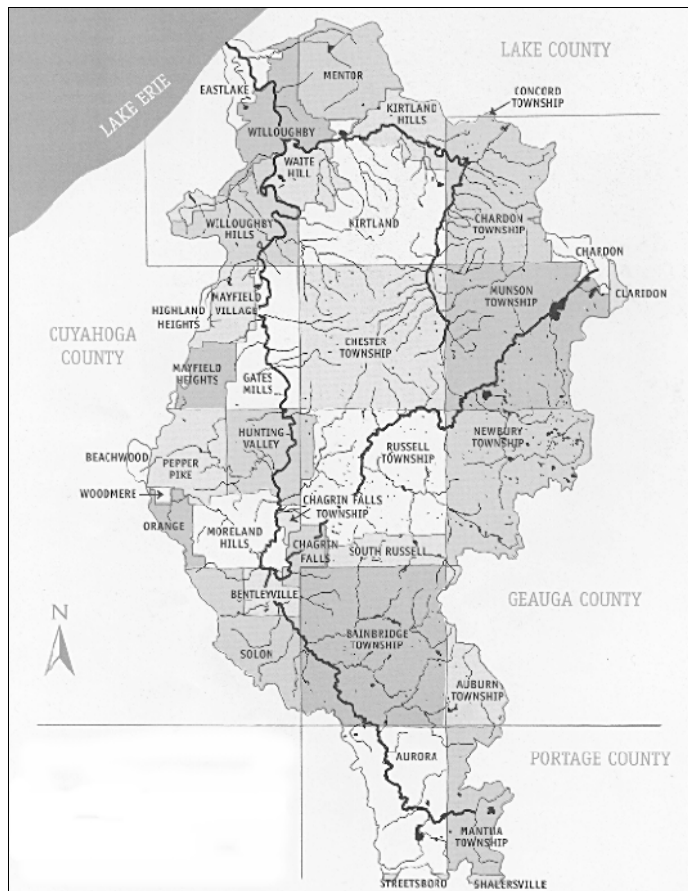 LAKE COUNTY
MENTOR
EASTLAKE
CONCORD
TOWNSHIP
LAKE ERIE
KIRTLAND
HILLS
WILLOUGHBY
WAITE
HILL
WILLOUGHBY
HILLS
KIRTLAND
CHARDON
TOWNSHIP
CHARDON
MUNSON
TOWNSHIP
CLARIDON
MAYFIELD
VILLAGE
HIGHLAND
HEIGHTS
CUYAHOGA
COUNTY
CHESTER
TOWNSHIP
MAYFIELD
HEIGHTS
GATES
MILLS
HUNTING
VALLEY
NEWBURY
TOWNSHIP
RUSSELL
TOWNSHIP
BEACHWOOD
PEPPER
PIKE
WOODMERE
CHAGRIN FALLS
TOWNSHIP
ORANGE
MORELAND
HILLS
CHAGRIN
FALLS
SOUTH RUSSELL
BENTLEYVILLE
GEAUGA COUNTY
N
BAINBRIDGE
TOWNSHIP
SOLON
AUBURN
TOWNSHIP
AURORA
PORTAGE COUNTY
MANTUA
TOWNSHIP
STREETSBORO
SHALERSVILLE